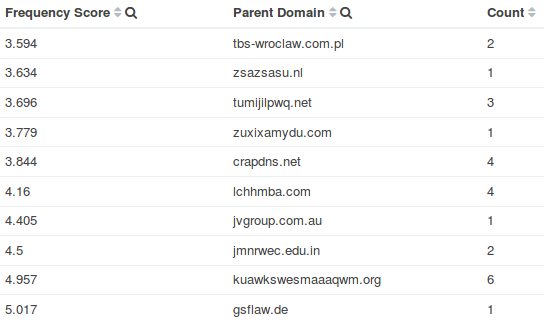 Frequency Score Parent Domain Count
3.594 tbs-wroclaw.com.pl 2
3.634 zsazsasu.nl 1
3.696 tumijilpwq.net 3
3.779 zuxixamydu.com 1
3.844 crapdns.net 4
4.16 lchhmba.com 4
4.405 jvgroup.com.au 1
4.5 jmnrwec.edu.in 2
4.957 kuawkswesmaaaqwm.org 6
5.017 gsflaw.de 1